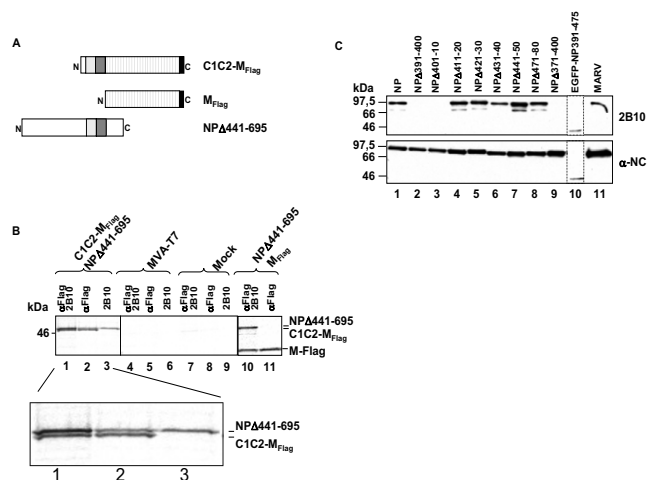 A
N
C
C1C2-MFlag
N
C
MFlag
N
C
NPΔ441-695
B
C1C2-MFlag
NPΔ441-695
MVA-T7
Mock
NPΔ441-695
MFlag
kDa
αFlag 2B10
αFlag
2B10
αFlag 2B10
αFlag
2B10
αFlag 2B10
αFlag
2B10
αFlag 2B10
αFlag
46
NPΔ441-695
C1C2-MFlag
M-Flag
1 2 3 4 5 6 7 8 9 10 11
NPΔ441-695
C1C2-MFlag
1 2 3
C
kDa
NP
NPΔ391-400
NPΔ401-10
NPΔ411-20
NPΔ421-30
NPΔ431-40
NPΔ441-50
NPΔ471-80
NPΔ371-400
EGFP-NP391-475
MARV
97,5
66
46
2B10
97,5
66
46
α-NC
1 2 3 4 5 6 7 8 9 10 11